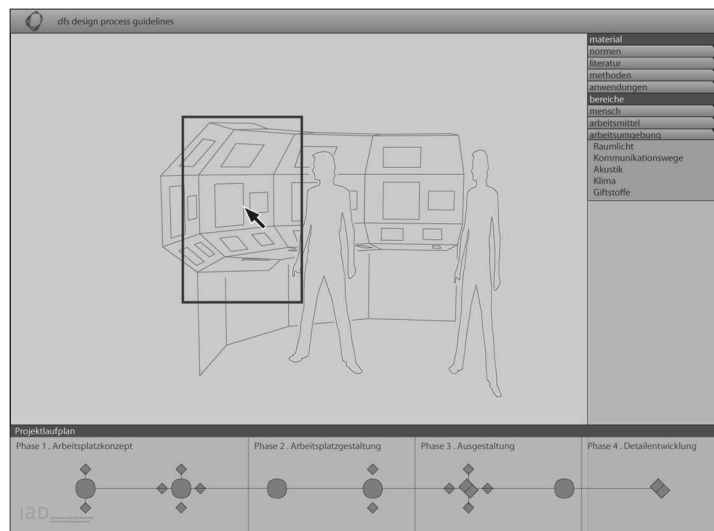 dfs design process guidelines
material
normen
literatur
methoden
anwendungen
bereiche
mensch
arbeitsmittel
arbeitsumgebung
Raumlicht
Kommunikationswege
Akustik
Klima
Giftstoffe
Projektlaufplan
Phase 1 . Arbeitsplatzkonzept
Phase 2 . Arbeitsplatzgestaltung
Phase 3 . Ausgestaltung
Phase 4 . Detailentwicklung
IAD